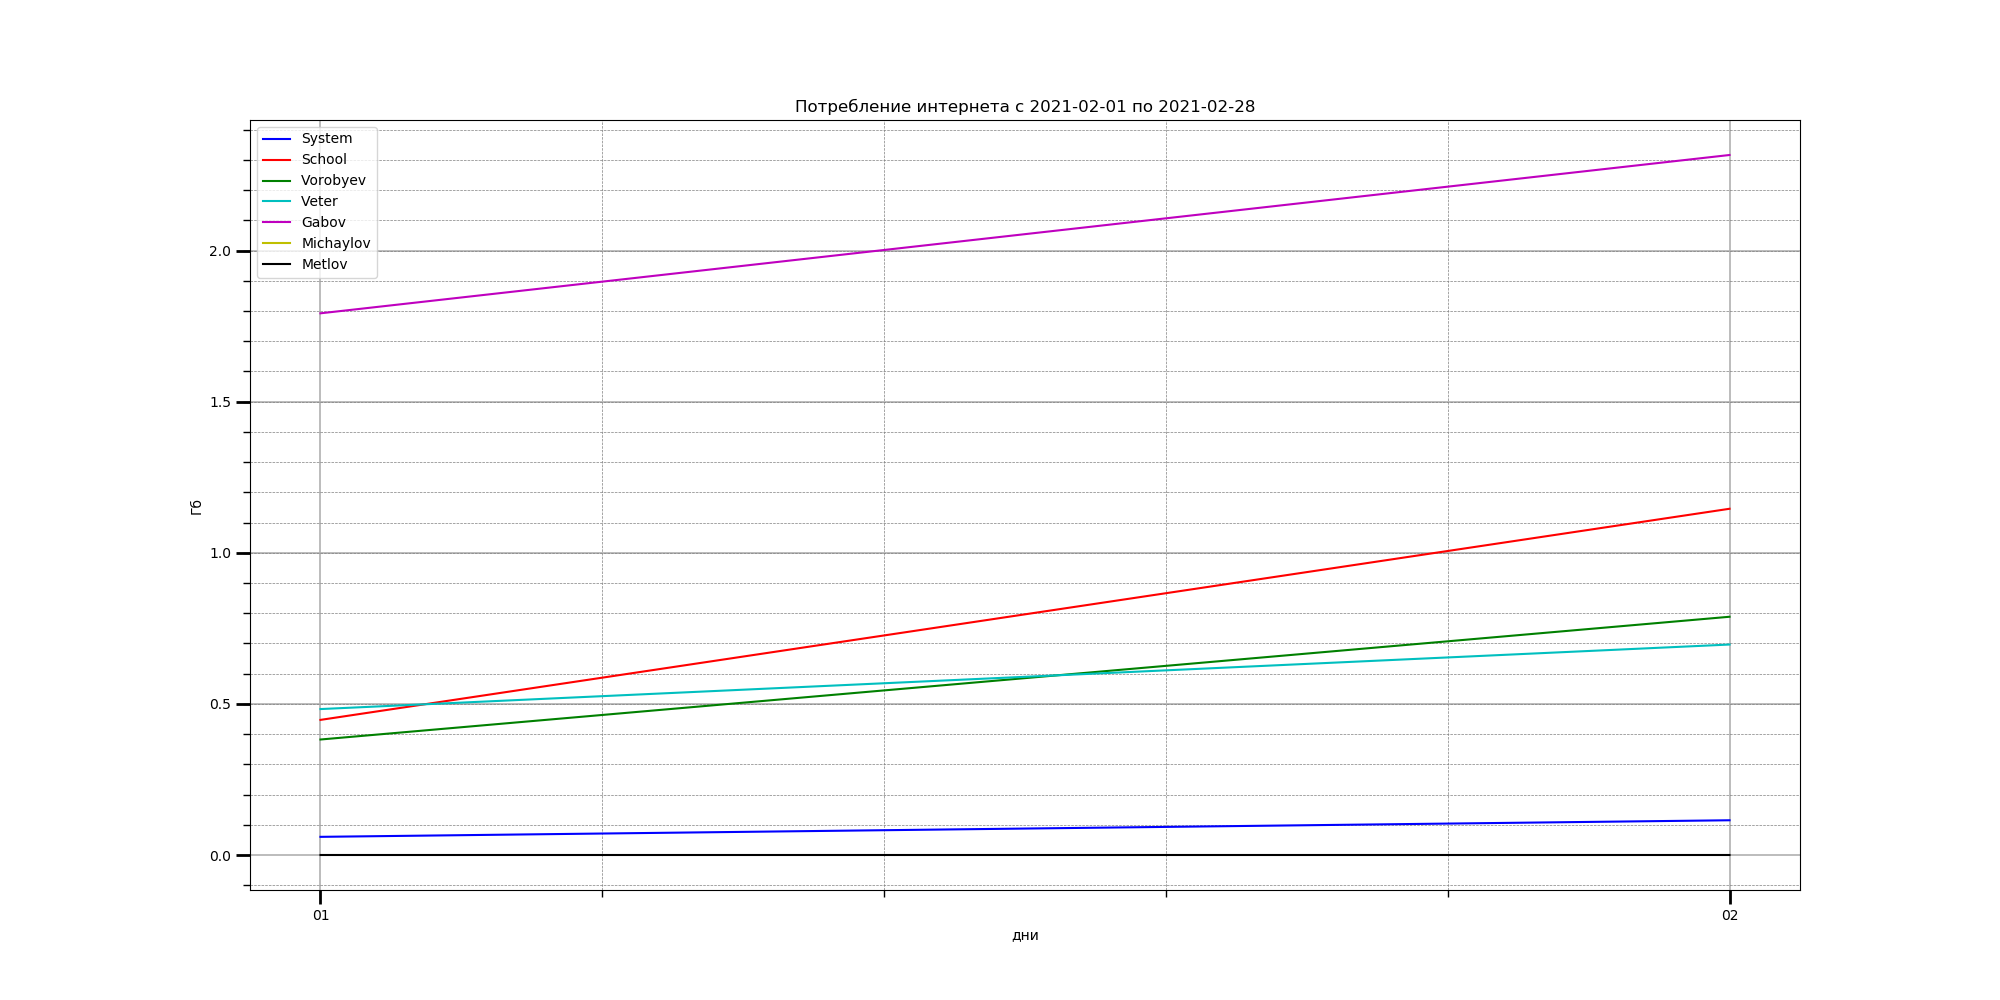 Потребление интернета с 2021-02-01 по 2021-02-28
System
School
Vorobyev
Veter
Gabov
Michaylov
Metlov
2.0
1.5
1.0
0.5
0.0
Гб
01
02
дни